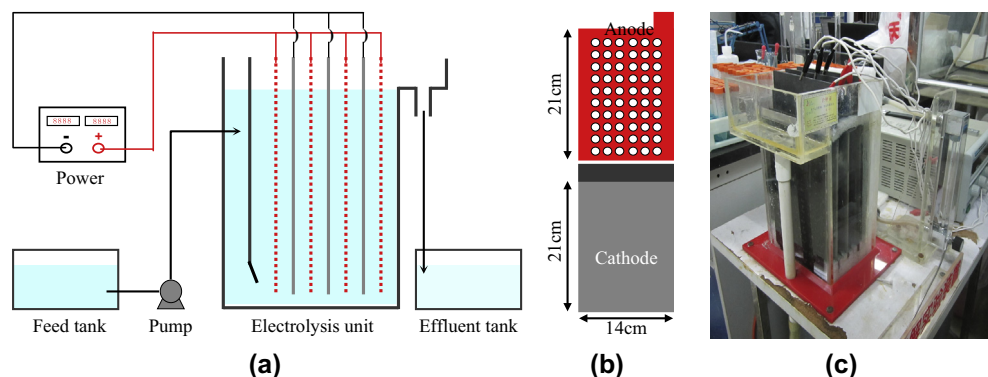 8888 8888
- +
Power
Feed tank
Pump
Electrolysis unit
Effluent tank
(a)
Anode
21cm
21cm
Cathode
14cm
(b)
(c)